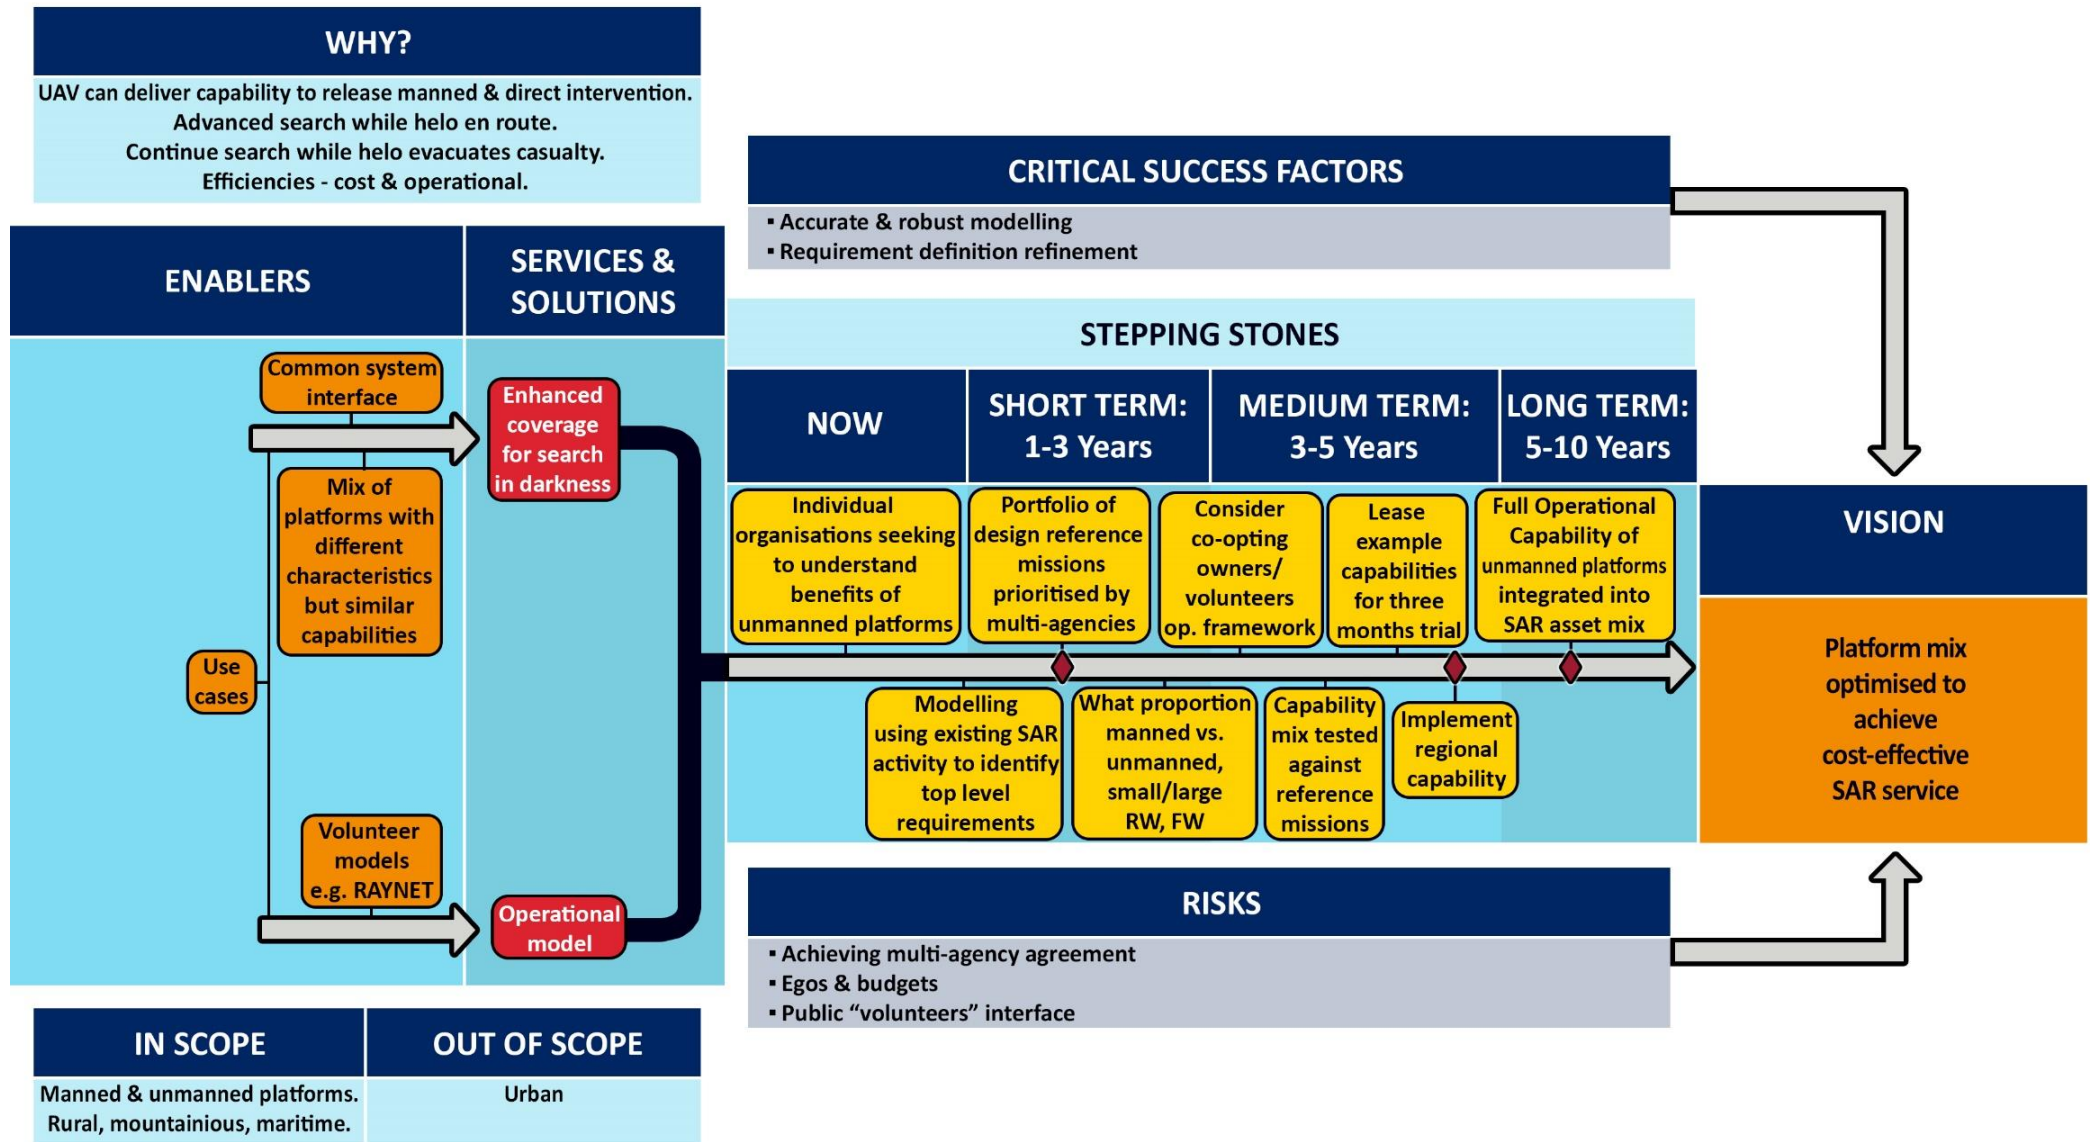 WHY?
UAV can deliver capability to release manned & direct intervention.
Advanced search while helo en route.
Continue search while helo evacuates casualty.
Efficiencies - cost & operational.
ENABLERS
SERVICES &
SOLUTIONS
Common system
interface
Mix of
platforms with
different
characteristics
but similar
capabilities
Use
cases
Volunteer
models
e.g. RAYNET
Enhanced
coverage
for search
in darkness
Operational
model
IN SCOPE
Manned & unmanned platforms.
Rural, mountainious, maritime.
OUT OF SCOPE
Urban
CRITICAL SUCCESS FACTORS
▪ Accurate & robust modelling
▪ Requirement definition refinement
STEPPING STONES
NOW
SHORT TERM:
1-3 Years
MEDIUM TERM:
3-5 Years
LONG TERM:
5-10 Years
Individual
organisations seeking
to understand
benefits of
unmanned platforms
Portfolio of
design reference
missions
prioritised by
multi-agencies
Consider
co-opting
owners/
volunteers
op. framework
Lease
example
capabilities
for three
months trial
Full Operational
Capability of
unmanned platforms
integrated into
SAR asset mix
Modelling
using existing SAR
activity to identify
top level
requirements
What proportion
manned vs.
unmanned,
small/large
RW, FW
Capability
mix tested
against
reference
missions
Implement
regional
capability
VISION
Platform mix
optimised to
achieve
cost-effective
SAR service
RISKS
▪ Achieving multi-agency agreement
▪ Egos & budgets
▪ Public “volunteers” interface